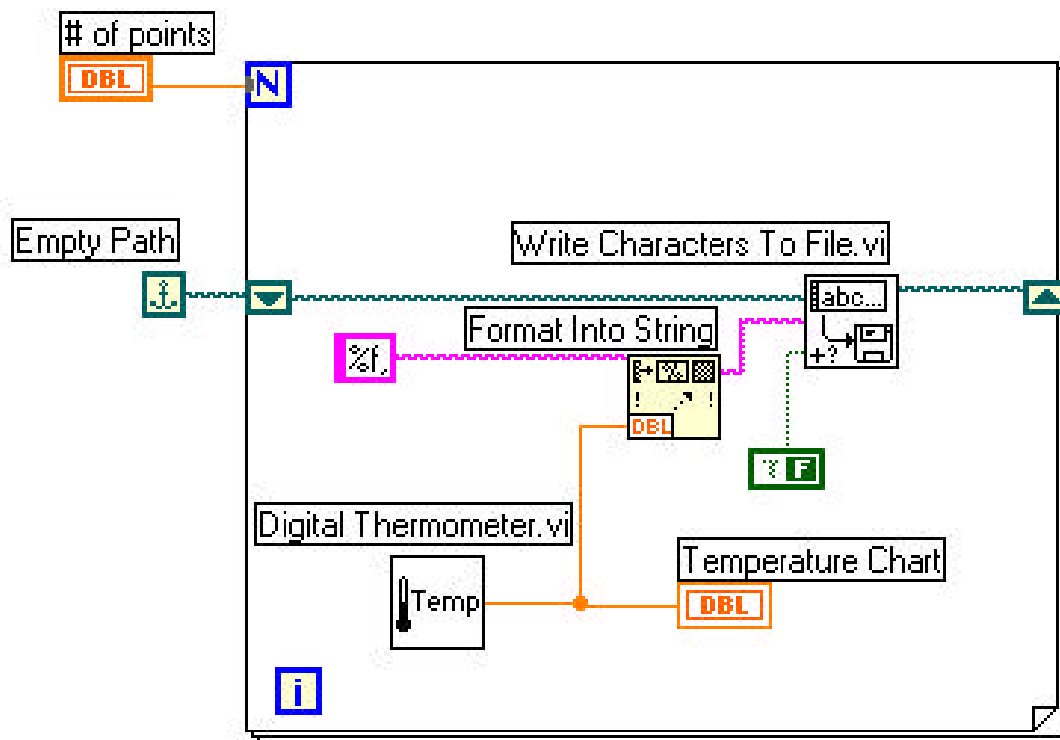 # of points
DBL
N
Empty Path
Write Characters To File.vi
abc...
Format Into String
%f,
+?
%
! !
DBL
F
Digital Thermometer.vi
Temp
Temperature Chart
DBL
i